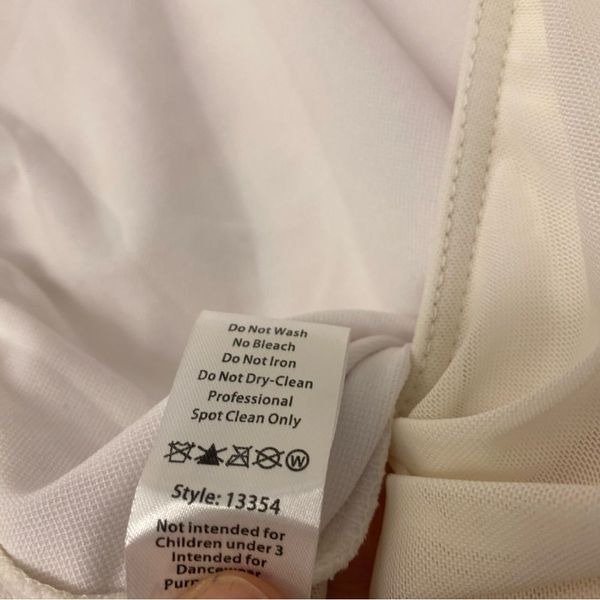 Do Not Wash
No Bleach
Do Not Iron
Do Not Dry-Clean
Professional
Spot Clean Only
W
Style: 13354
Not intended for
Children under 3
Intended for
Dancewear